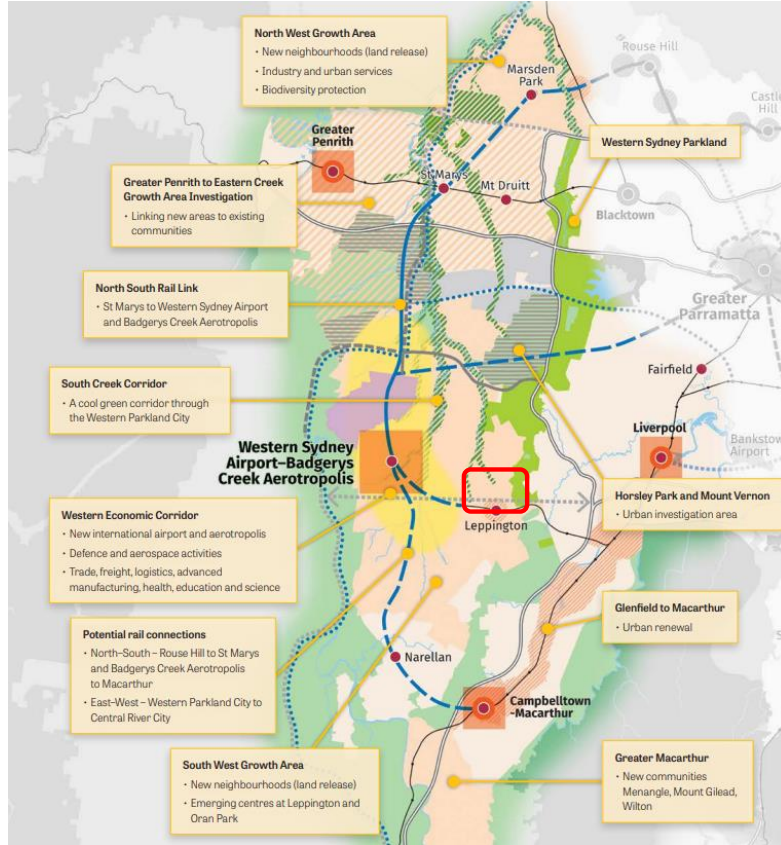 North West Growth Area
· New neighbourhoods (land release)
· Industry and urban services
· Biodiversity protection
Rouse Hill
Marsden
Park
Castle
Hill
Greater
Penrith
Western Sydney Parkland
St Marys
Mt Druitt
Greater Penrith to Eastern Creek
Growth Area Investigation
· Linking new areas to existing
communities
Blacktown
North South Rail Link
· St Marys to Western Sydney Airport
and Badgerys Creek Aerotropolis
Greater
Parramatta
Fairfield
South Creek Corridor
· A cool green corridor through
the Western Parkland City
Liverpool
Bankstow
Airport
Western Sydney
Airport–Badgerys
Creek Aerotropolis
Horsley Park and Mount Vernon
· Urban investigation area
Western Economic Corridor
· New international airport and aerotropolis
· Defence and aerospace activities
· Trade, freight, logistics, advanced
manufacturing, health, education and science
Leppington
Glenfield to Macarthur
· Urban renewal
Potential rail connections
· North–South – Rouse Hill to St Marys
and Badgerys Creek Aerotropolis
to Macarthur
· East–West – Western Parkland City to
Central River City
Narellan
Campbelltown
-Macarthur
South West Growth Area
· New neighbourhoods (land release)
· Emerging centres at Leppington and
Oran Park
Greater Macarthur
· New communities
Menangle, Mount Gilead,
Wilton